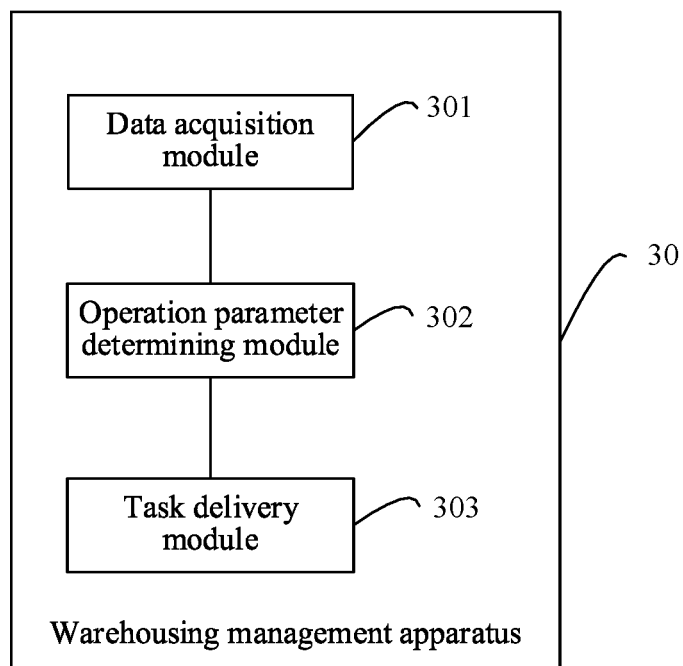 Data acquisition
module
301
30
Operation parameter
determining module
302
Task delivery
module
303
Warehousing management apparatus